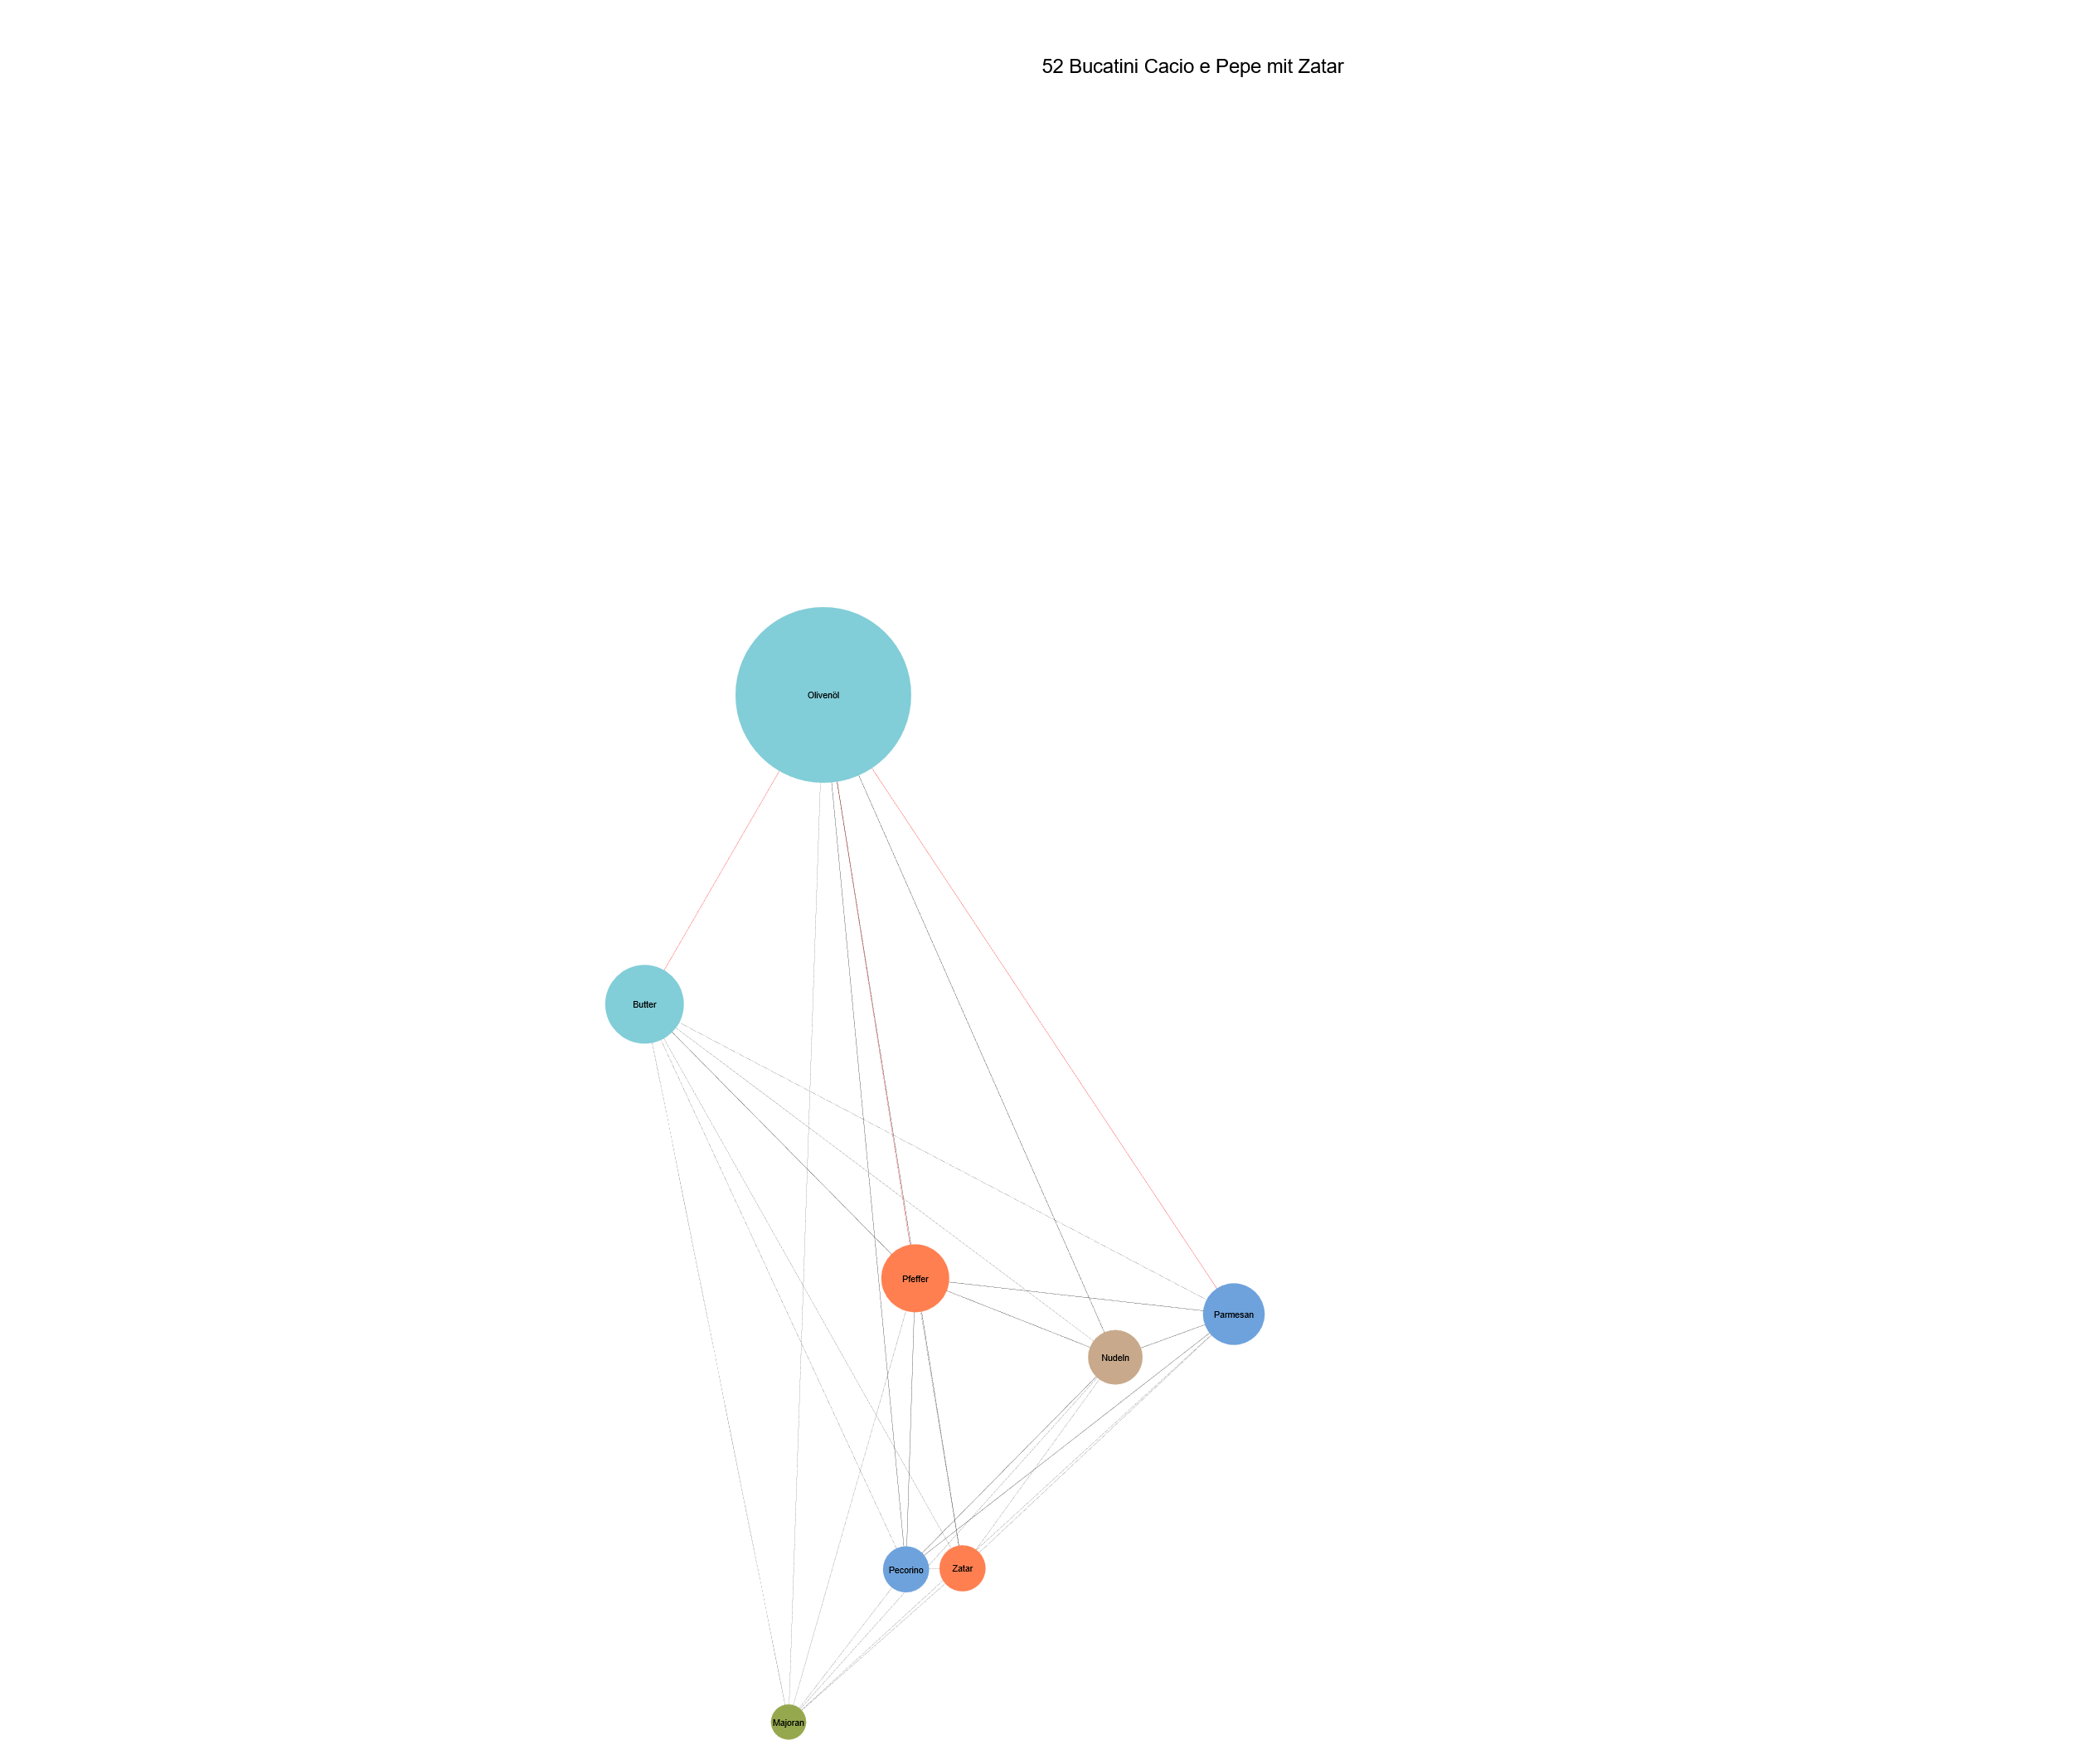 52 Bucatini Cacio e Pepe mit Zatar
Olivenöl
Butter
Pfeffer
Parmesan
Nudeln
Pecorino
Zatar
Majoran